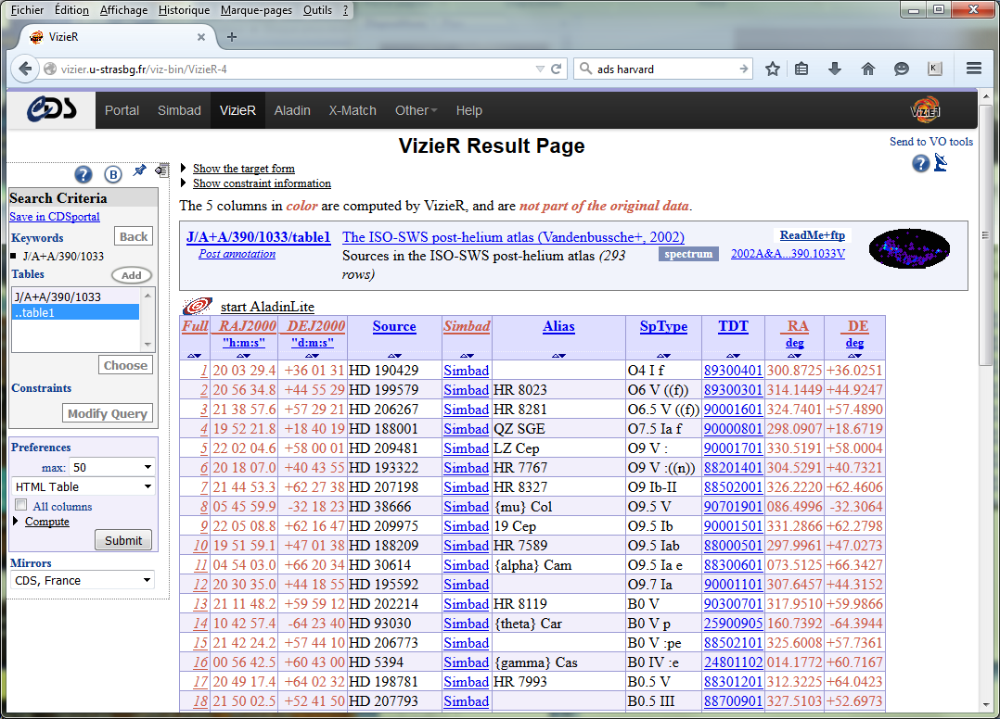 Fichier Édition Affichage Historique Marque-pages Outils ?
VizieR
vizier.u-strasbg.fr/viz-bin/VizieR-4
ads harvard
CDS Portal Simbad VizieR Aladin X-Match Other Help VizieR
VizieR Result Page
Send to VO tools
? B
Search Criteria
Save in CDSportal
Keywords Back
J/A+A/390/1033
Tables Add
J/A+A/390/1033
..table1
Choose
Constraints
Modify Query
Preferences
max: 50
HTML Table
All columns
Compute
Submit
Mirrors
CDS, France
Show the target form
Show constraint information
The 5 columns in color are computed by VizieR, and are not part of the original data.
J/A+A/390/1033/table1 The ISO-SWS post-helium atlas (Vandenbussche+, 2002) ReadMe+ftp
Post annotation Sources in the ISO-SWS post-helium atlas (293 rows) spectrum 2002A&A...390.1033V
start AladinLite
Full _RAJ2000 _DEJ2000 Source Simbad Alias SpType TDT _RA _DE
"h:m:s" "d:m:s" deg deg
1 20 03 29.4 +36 01 31 HD 190429 Simbad O4 I f 89300401 300.8725 +36.0251
2 20 56 34.8 +44 55 29 HD 199579 Simbad HR 8023 O6 V ((f)) 89300301 314.1449 +44.9247
3 21 38 57.6 +57 29 21 HD 206267 Simbad HR 8281 O6.5 V ((f)) 90001601 324.7401 +57.4890
4 19 52 21.8 +18 40 19 HD 188001 Simbad QZ SGE O7.5 Ia f 90000801 298.0907 +18.6719
5 22 02 04.6 +58 00 01 HD 209481 Simbad LZ Cep O9 V : 90001701 330.5191 +58.0004
6 20 18 07.0 +40 43 55 HD 193322 Simbad HR 7767 O9 V :((n)) 88201401 304.5291 +40.7321
7 21 44 53.3 +62 27 38 HD 207198 Simbad HR 8327 O9 Ib-II 88502001 326.2220 +62.4606
8 05 45 59.9 -32 18 23 HD 38666 Simbad {mu} Col O9.5 V 90701901 086.4996 -32.3064
9 22 05 08.8 +62 16 47 HD 209975 Simbad 19 Cep O9.5 Ib 90001501 331.2866 +62.2798
10 19 51 59.1 +47 01 38 HD 188209 Simbad HR 7589 O9.5 Iab 88000501 297.9961 +47.0273
11 04 54 03.0 +66 20 34 HD 30614 Simbad {alpha} Cam O9.5 Ia e 88300601 073.5125 +66.3427
12 20 30 35.0 +44 18 55 HD 195592 Simbad O9.7 Ia 90001101 307.6457 +44.3152
13 21 11 48.2 +59 59 12 HD 202214 Simbad HR 8119 B0 V 90300701 317.9510 +59.9866
14 10 42 57.4 -64 23 40 HD 93030 Simbad {theta} Car B0 V p 25900905 160.7392 -64.3944
15 21 42 24.2 +57 44 10 HD 206773 Simbad B0 V :pe 88502101 325.6008 +57.7361
16 00 56 42.5 +60 43 00 HD 5394 Simbad {gamma} Cas B0 IV :e 24801102 014.1772 +60.7167
17 20 49 17.4 +64 02 32 HD 198781 Simbad HR 7993 B0.5 V 88301201 312.3225 +64.0423
18 21 50 02.5 +52 41 50 HD 207793 Simbad B0.5 III 88700901 327.5103 +52.6973